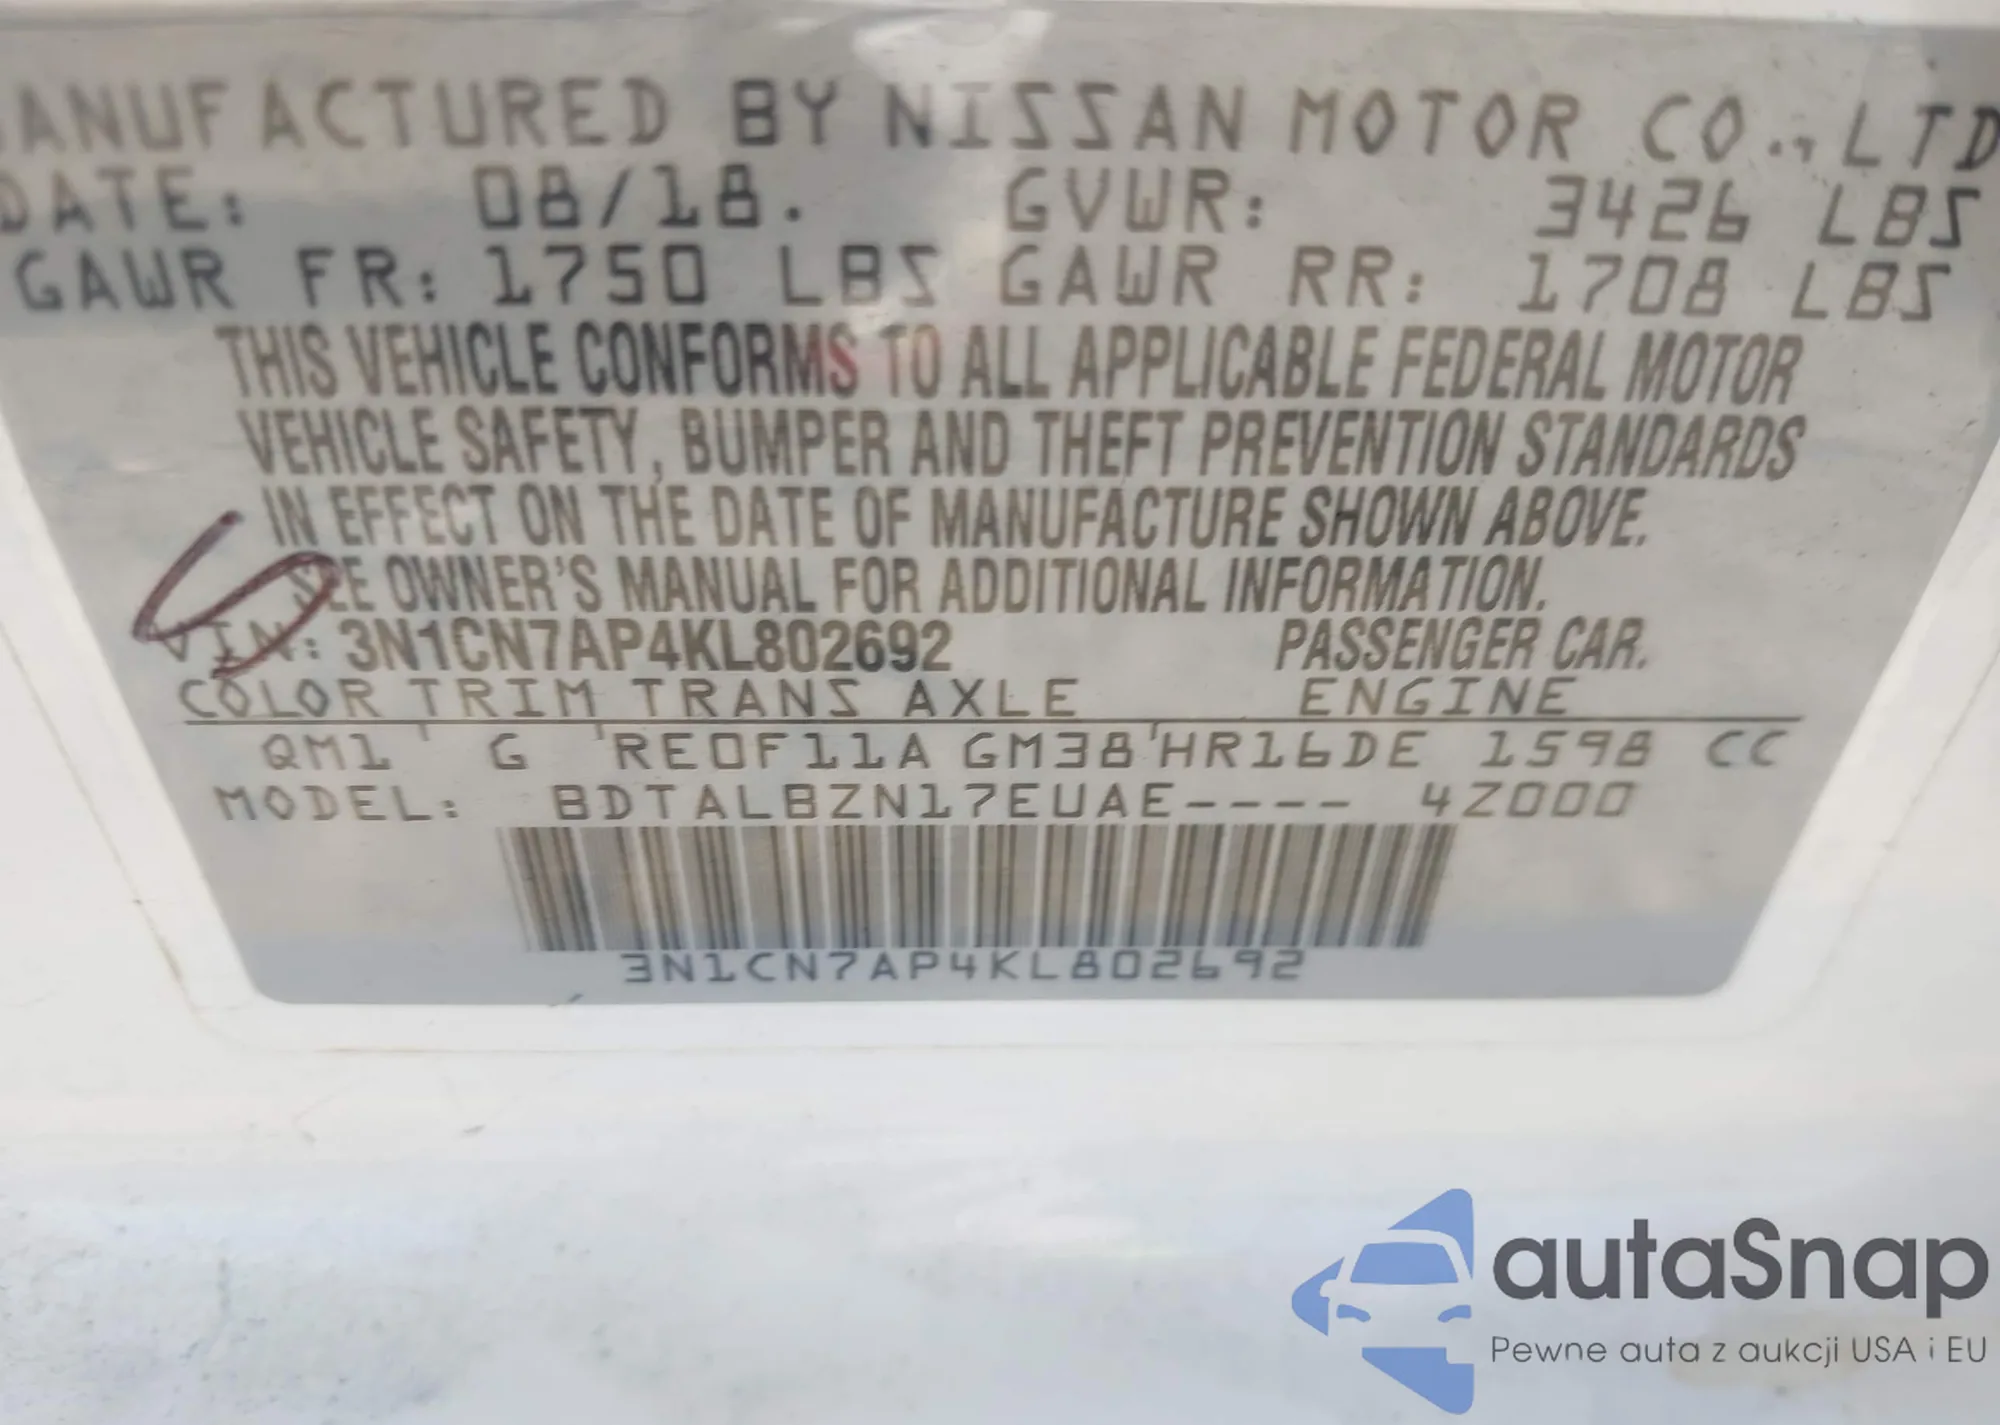 MANUFACTURED BY NISSAN MOTOR CO., LTD
DATE: 08/18. GVWR: 3426 LBS
GAWR FR: 1750 LBS GAWR RR: 1708 LBS
THIS VEHICLE CONFORMS TO ALL APPLICABLE FEDERAL MOTOR
VEHICLE SAFETY, BUMPER AND THEFT PREVENTION STANDARDS
IN EFFECT ON THE DATE OF MANUFACTURE SHOWN ABOVE.
SEE OWNER'S MANUAL FOR ADDITIONAL INFORMATION.
VIN: 3N1CN7AP4KL802692 PASSENGER CAR.
COLOR TRIM TRANS AXLE ENGINE
QM1 ' G 'RE0F11A GM38'HR16DE 1598 CC
MODEL: BDTALBZN17EUAE---- 4Z000
3N1CN7AP4KL802692
autaSnap
Pewne auta z aukcji USA i EU